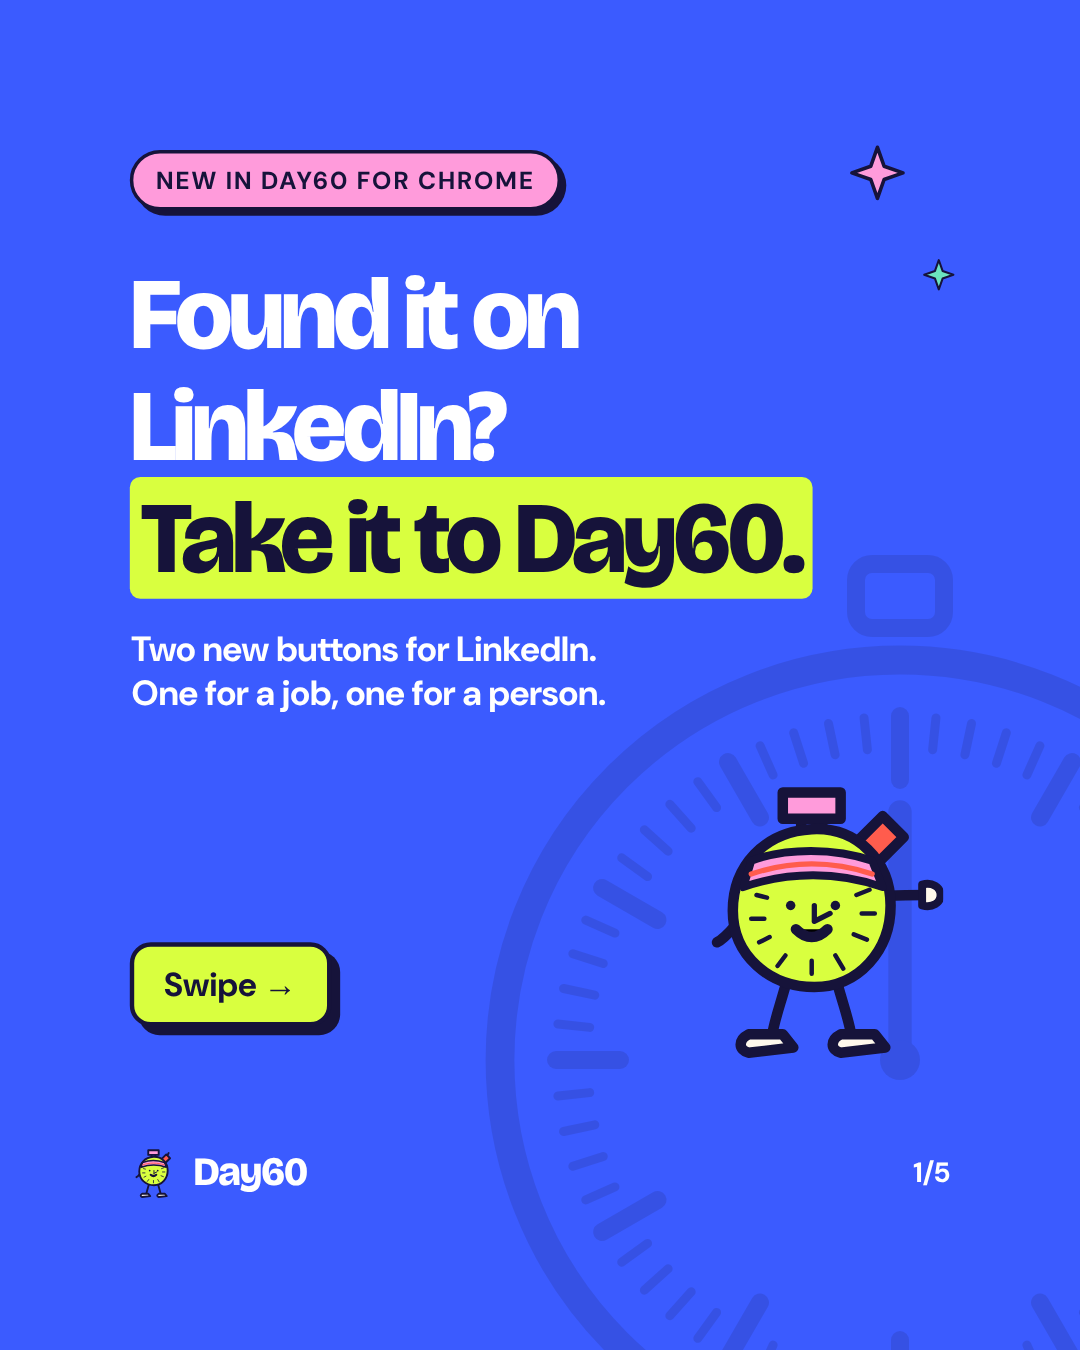 NEW IN DAY60 FOR CHROME
Found it on
LinkedIn?
Take it to Day60.
Two new buttons for LinkedIn.
One for a job, one for a person.
Swipe →
Day60
1/5